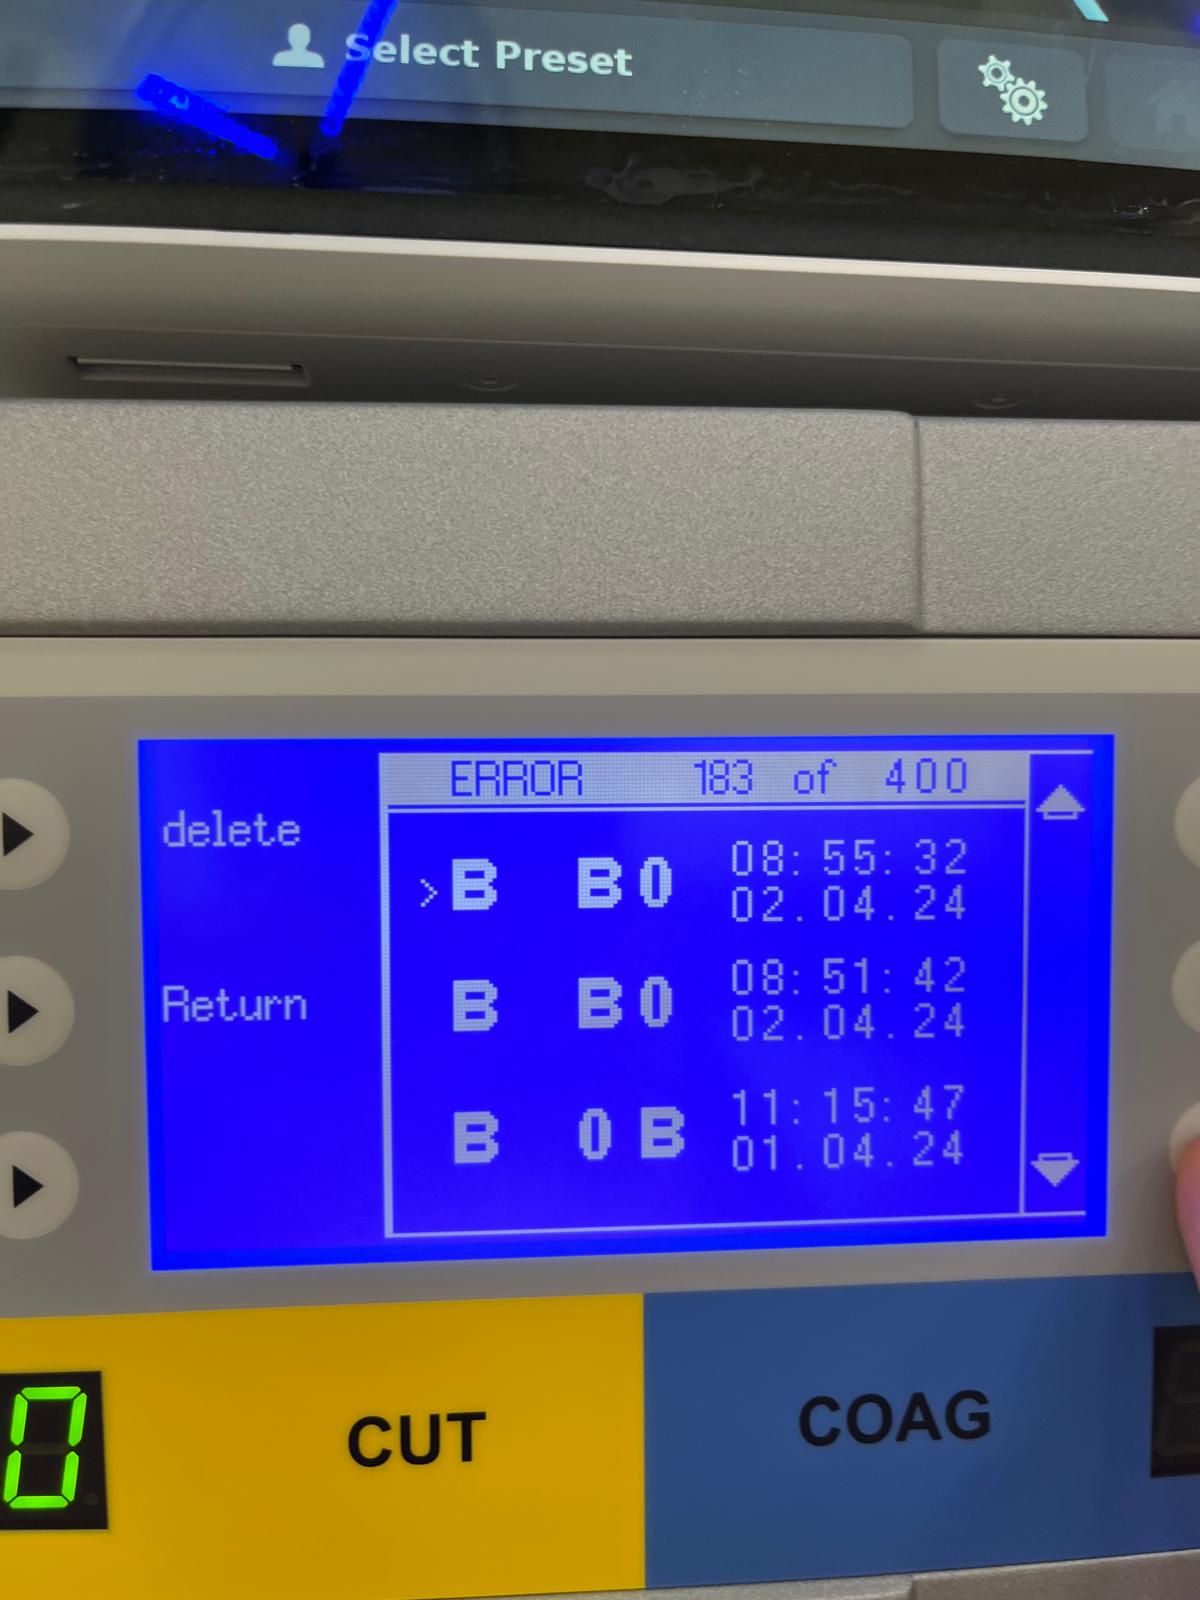 Select Preset
ERROR 183 of 400
delete
>B B0 08:55:32
02.04.24
Return
B B0 08:51:42
02.04.24
B 0B 11:15:47
01.04.24
0
CUT
COAG